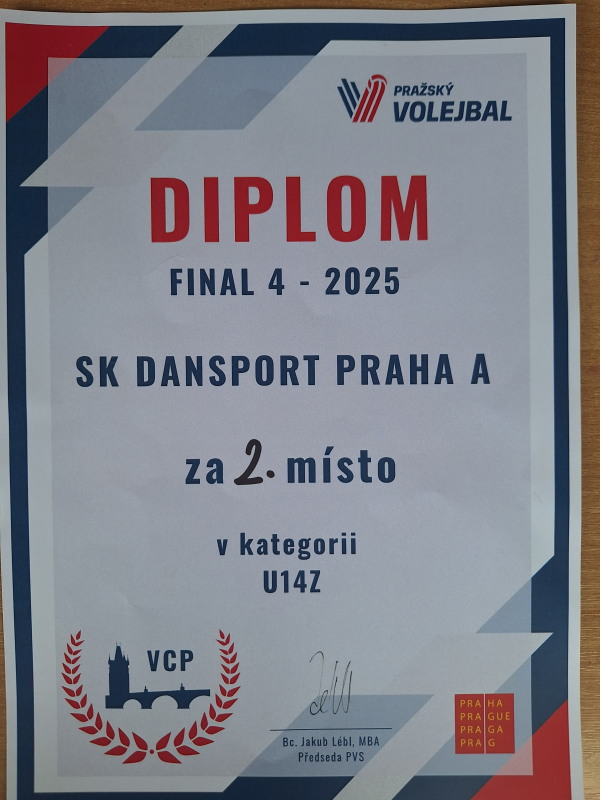 PRAŽSKÝ
VOLEJBAL
DIPLOM
FINAL 4 - 2025
SK DANSPORT PRAHA A
za 2. místo
v kategorii
U14Z
VCP
Bc. Jakub Lébl, MBA
Předseda PVS
PRA HA
PRA GUE
PRA GA
PRA G